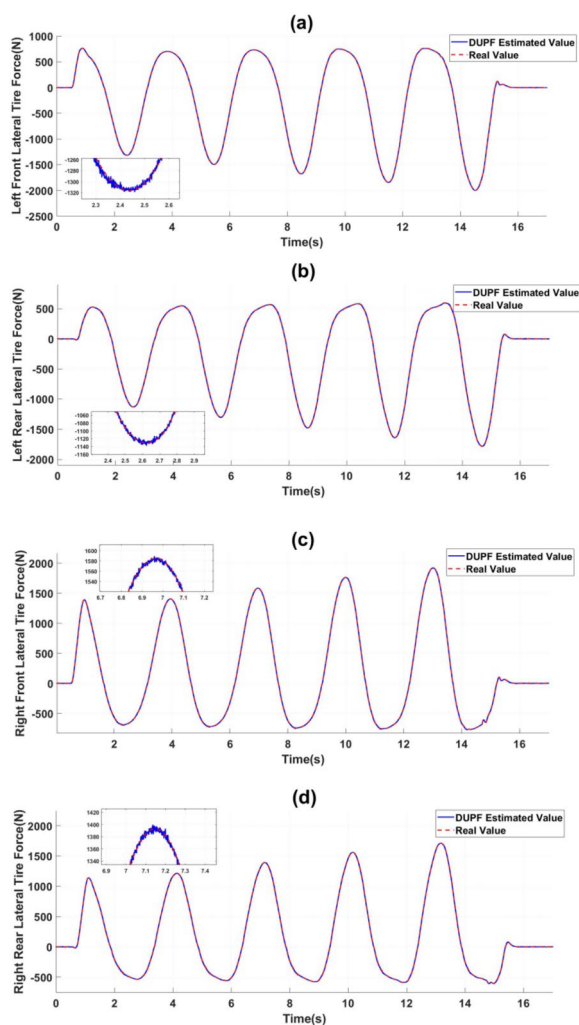 (a)
1000
500
0
-500
-1000
-1500
-2000
-2500
Left Front Lateral Tire Force(N)
DUPF Estimated Value
Real Value
-1260
-1280
-1300
-1320
2.3 2.4 2.5 2.6
0 2 4 6 8 10 12 14 16
Time(s)
(b)
500
0
-500
-1000
-1500
-2000
Left Rear Lateral Tire Force(N)
DUPF Estimated Value
Real Value
-1060
-1080
-1100
-1120
-1140
-1160
2.4 2.5 2.6 2.7 2.8 2.9
0 2 4 6 8 10 12 14 16
Time(s)
(c)
2000
1500
1000
500
0
-500
Right Front Lateral Tire Force(N)
DUPF Estimated Value
Real Value
1600
1580
1560
1540
6.7 6.8 6.9 7 7.1 7.2
2 4 6 8 10 12 14 16
Time(s)
(d)
2000
1500
1000
500
0
-500
Right Rear Lateral Tire Force(N)
DUPF Estimated Value
Real Value
1420
1400
1380
1360
1340
6.9 7 7.1 7.2 7.3 7.4
0 2 4 6 8 10 12 14 16
Time(s)